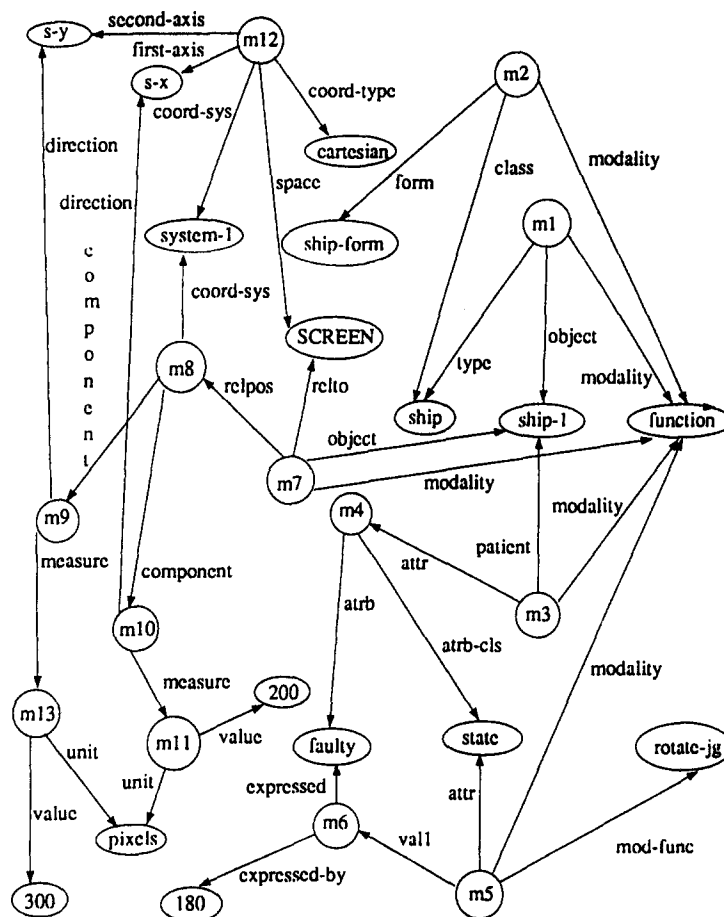 s-y
second-axis
m12
first-axis
s-x
coord-sys
coord-type
m2
cartesian
direction
direction
space
form
class
modality
system-1
ship-form
m1
component
coord-sys
SCREEN
object
m8
relpos
relto
type
modality
ship
ship-1
function
object
m7
modality
m9
m4
modality
measure
attr
patient
component
m3
m10
atrb
atrb-cls
measure
modality
200
m13
m11
value
faulty
state
rotate-jg
unit
unit
expressed
attr
value
pixels
m6
val1
mod-func
expressed-by
300
180
m5